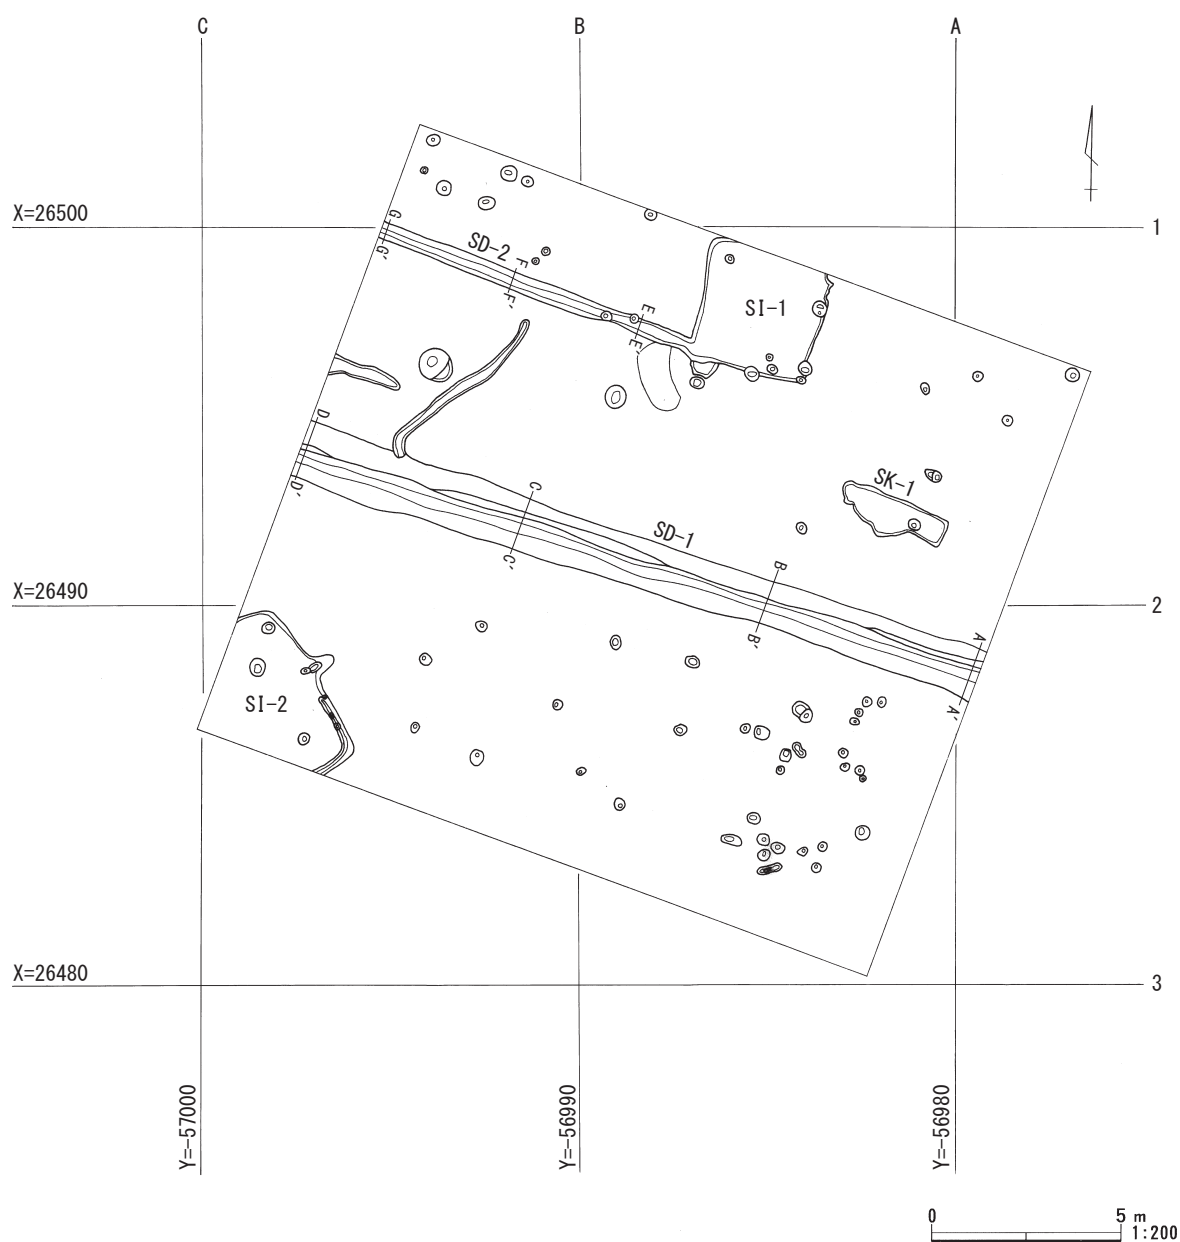 C
B
A
X=26500
1
G
G′
SD-2
F
F′
E
E′
SI-1
D
D′
C
C′
SD-1
SK-1
B
B′
X=26490
2
A
A′
SI-2
X=26480
3
Y=-57000
Y=-56990
Y=-56980
0 5 m
1:200